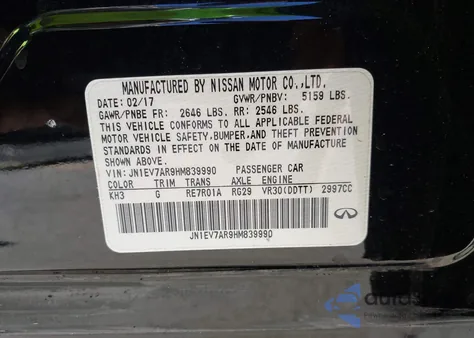 MANUFACTURED BY NISSAN MOTOR CO.,LTD.
DATE: 02/17 GVWR/PNBV: 5159 LBS.
GAWR/PNBE FR: 2646 LBS. RR: 2546 LBS.
THIS VEHICLE CONFORMS TO ALL APPLICABLE FEDERAL
MOTOR VEHICLE SAFETY,BUMPER,AND THEFT PREVENTION
STANDARDS IN EFFECT ON THE DATE OF MANUFACTURE
SHOWN ABOVE.
VIN: JN1EV7AR9HM839990 PASSENGER CAR
COLOR TRIM TRANS AXLE ENGINE
KH3 G RE7R01A RG29 VR30(DDTT) 2997CC
JN1EV7AR9HM839990